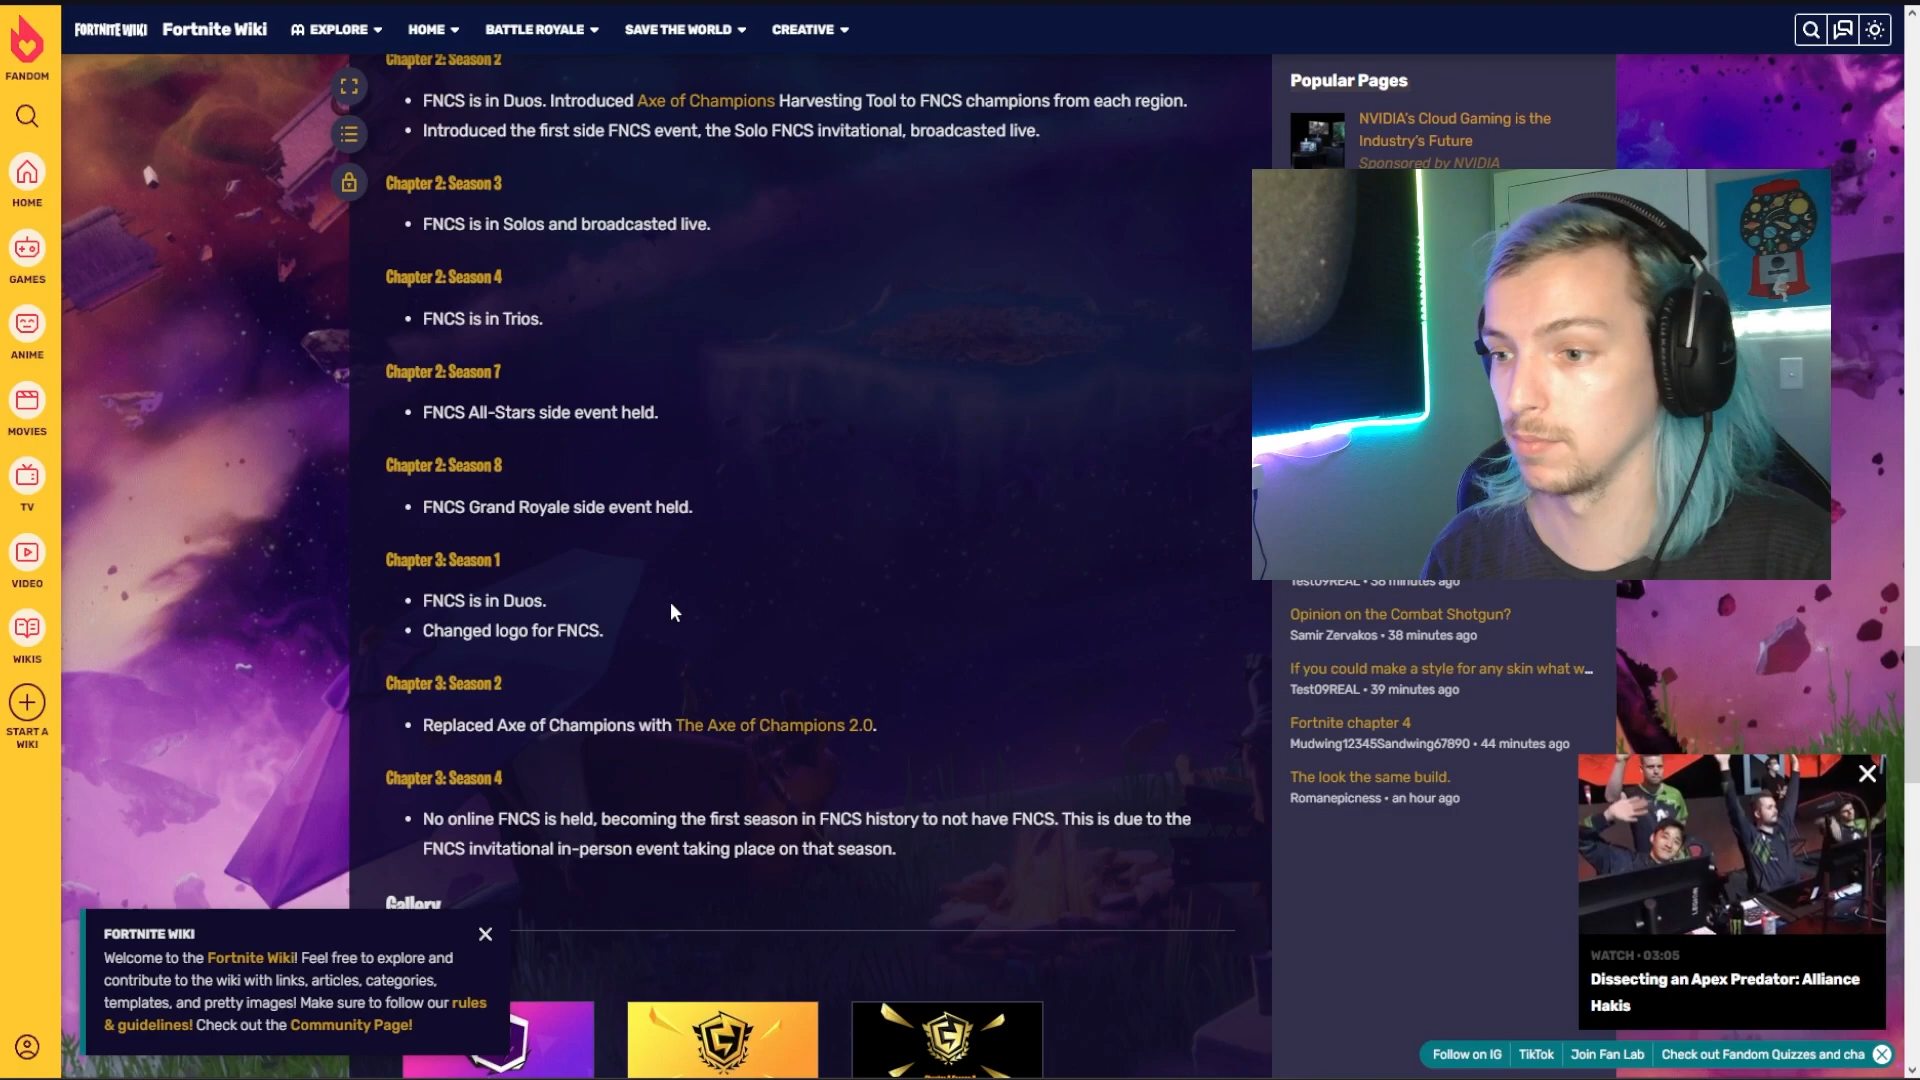 FORTNITE WIKI Fortnite Wiki EXPLORE HOME BATTLE ROYALE SAVE THE WORLD CREATIVE
FANDOM
HOME
GAMES
ANIME
MOVIES
TV
VIDEO
WIKIS
START A
WIKI
Chapter 2: Season 2
• FNCS is in Duos. Introduced Axe of Champions Harvesting Tool to FNCS champions from each region.
• Introduced the first side FNCS event, the Solo FNCS invitational, broadcasted live.
Chapter 2: Season 3
• FNCS is in Solos and broadcasted live.
Chapter 2: Season 4
• FNCS is in Trios.
Chapter 2: Season 7
• FNCS All-Stars side event held.
Chapter 2: Season 8
• FNCS Grand Royale side event held.
Chapter 3: Season 1
• FNCS is in Duos.
• Changed logo for FNCS.
Chapter 3: Season 2
• Replaced Axe of Champions with The Axe of Champions 2.0.
Chapter 3: Season 4
• No online FNCS is held, becoming the first season in FNCS history to not have FNCS. This is due to the
FNCS invitational in-person event taking place on that season.
Gallery
FORTNITE WIKI
Welcome to the Fortnite Wiki! Feel free to explore and
contribute to the wiki with links, articles, categories,
templates, and pretty images! Make sure to follow our rules
& guidelines! Check out the Community Page!
Popular Pages
NVIDIA's Cloud Gaming is the
Industry's Future
Sponsored by NVIDIA
Test09REAL • 38 minutes ago
Opinion on the Combat Shotgun?
Samir Zervakos • 38 minutes ago
If you could make a style for any skin what w...
Test09REAL • 39 minutes ago
Fortnite chapter 4
Mudwing12345Sandwing67890 • 44 minutes ago
The look the same build.
Romanepicness • an hour ago
LEGION
WATCH • 03:05
Dissecting an Apex Predator: Alliance
Hakis
Follow on IG TikTok Join Fan Lab Check out Fandom Quizzes and cha